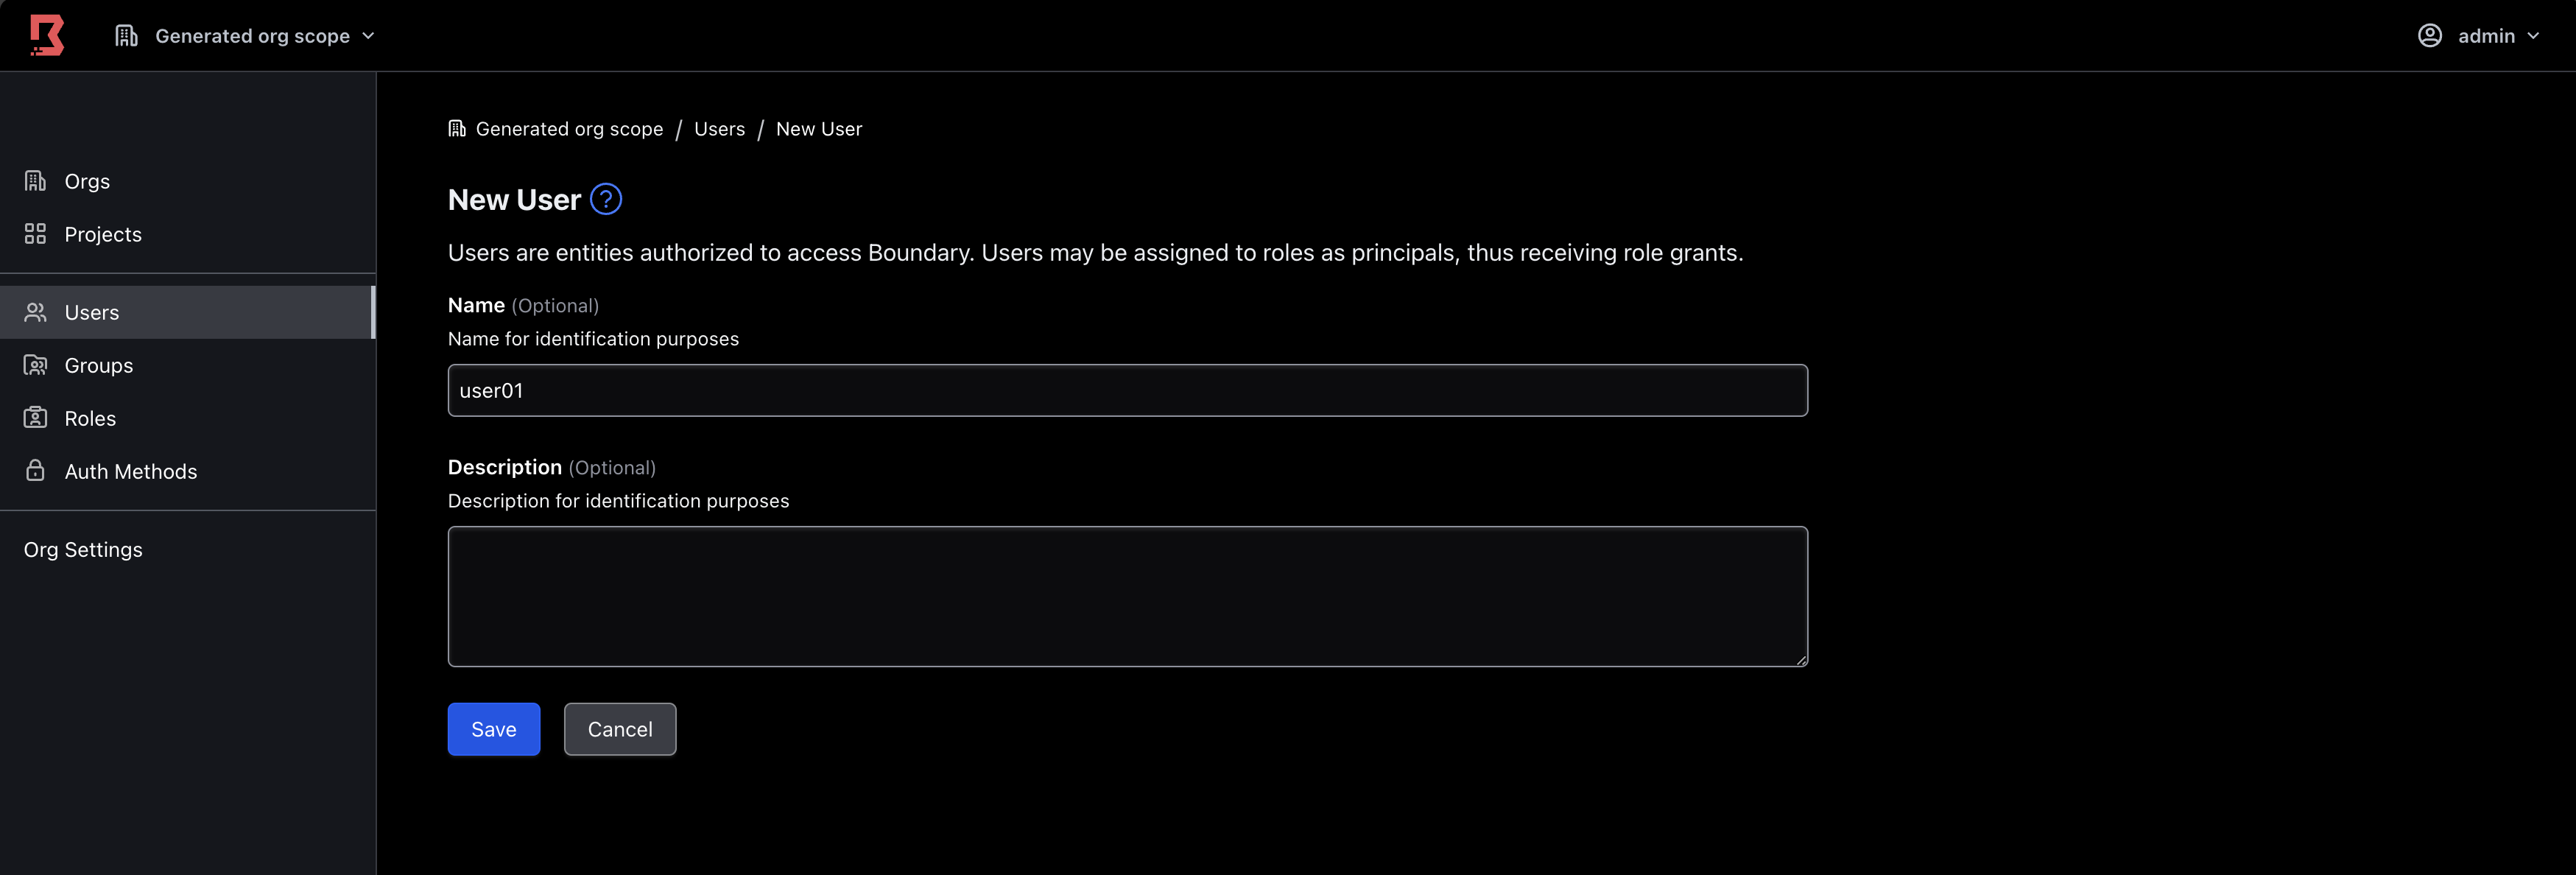 Generated org scope
admin
Orgs
Projects
Users
Groups
Roles
Auth Methods
Org Settings
Generated org scope / Users / New User
New User ?
Users are entities authorized to access Boundary. Users may be assigned to roles as principals, thus receiving role grants.
Name (Optional)
Name for identification purposes
user01
Description (Optional)
Description for identification purposes
Save Cancel